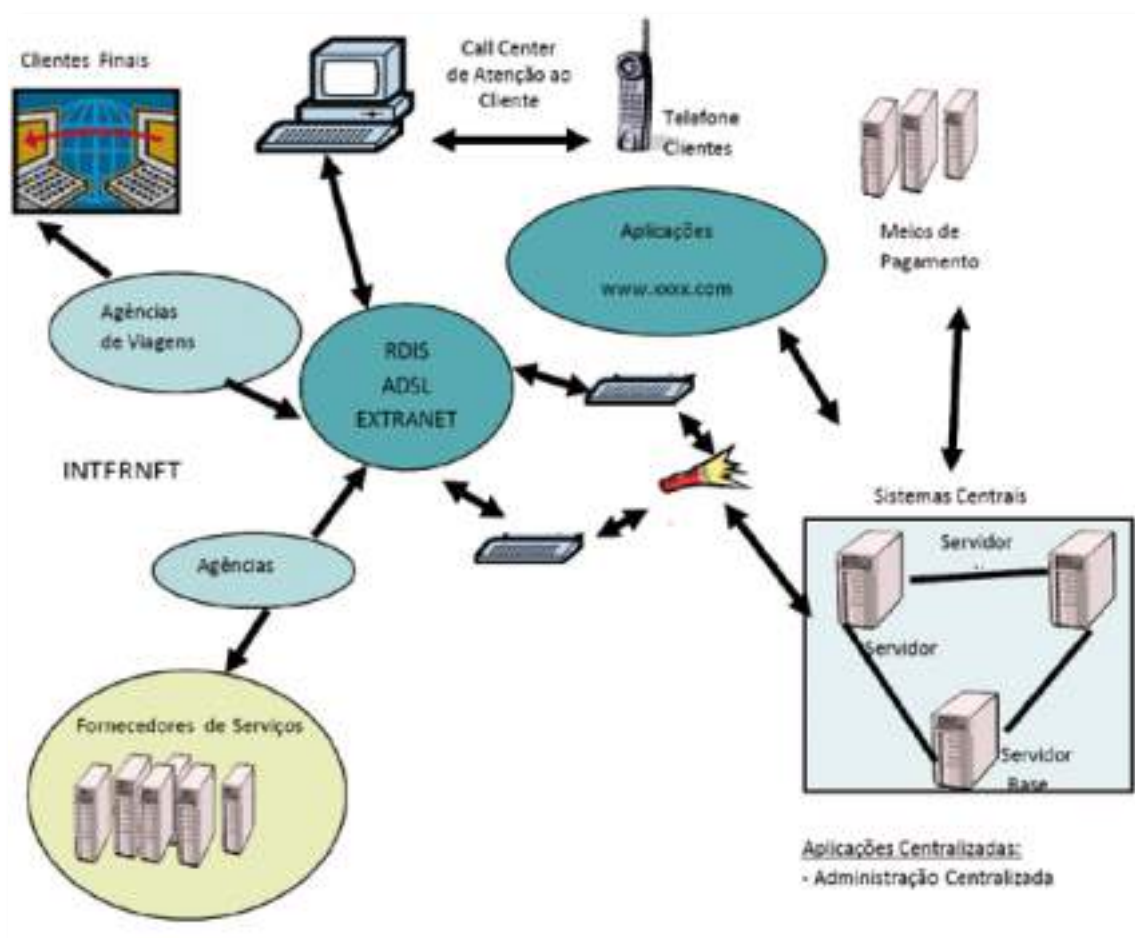 Clientes Finais
Call Center
de Atenção ao
Cliente
Telefone
Clientes
Aplicações
www.xxxx.com
Meios de
Pagamento
Agências
de Viagens
RDIS
ADSL
EXTRANET
INTERNET
Sistemas Centrais
Agências
Servidor
Servidor
Fornecedores de Serviços
Servidor
Base
Aplicações Centralizadas:
- Administração Centralizada